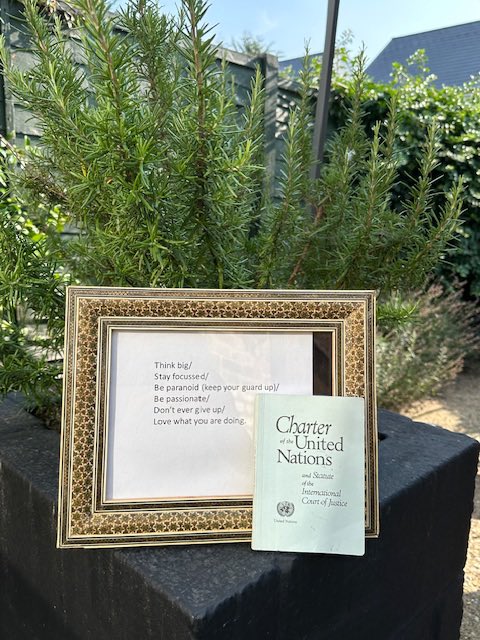 Think big/
Stay focussed/
Be paranoid (keep your guard up)/
Be passionate/
Don't ever give up/
Love what you are doing.
Charter
of the United
Nations
and Statute
of the
International
Court of Justice
United Nations